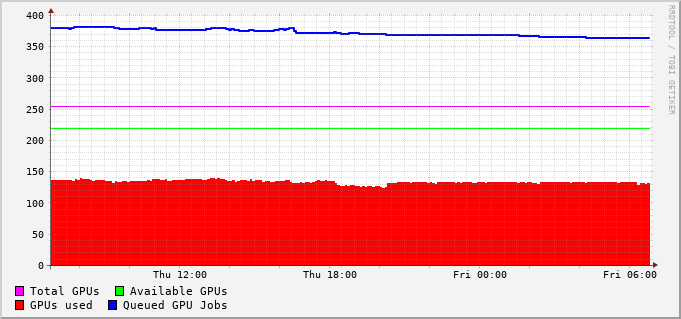 400
350
300
250
200
150
100
50
0
Thu 12:00 Thu 18:00 Fri 00:00 Fri 06:00
Total GPUs Available GPUs
GPUs used Queued GPU Jobs
RRDTOOL / TOBI OETIKER